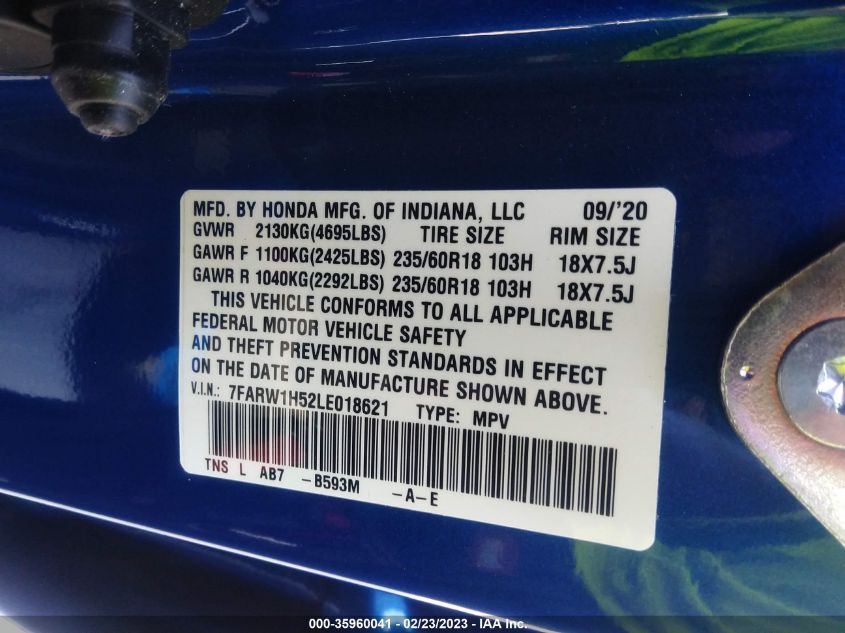 MFD. BY HONDA MFG. OF INDIANA, LLC 09/'20
GVWR 2130KG(4695LBS) TIRE SIZE RIM SIZE
GAWR F 1100KG(2425LBS) 235/60R18 103H 18X7.5J
GAWR R 1040KG(2292LBS) 235/60R18 103H 18X7.5J
THIS VEHICLE CONFORMS TO ALL APPLICABLE
FEDERAL MOTOR VEHICLE SAFETY
AND THEFT PREVENTION STANDARDS IN EFFECT
ON THE DATE OF MANUFACTURE SHOWN ABOVE.
V.I.N.: 7FARW1H52LE018621 TYPE: MPV
TNS L AB7 -B593M -A-E
000-35960041 - 02/23/2023 - IAA Inc.